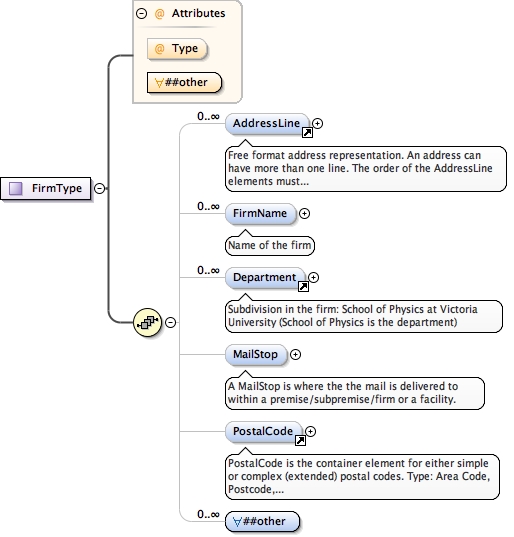 Attributes
@ Type
∀##other
0..∞
AddressLine
Free format address representation. An address can
have more than one line. The order of the AddressLine
elements must...
FirmType
0..∞
FirmName
Name of the firm
0..∞
Department
Subdivision in the firm: School of Physics at Victoria
University (School of Physics is the department)
MailStop
A MailStop is where the the mail is delivered to
within a premise/subpremise/firm or a facility.
PostalCode
PostalCode is the container element for either simple
or complex (extended) postal codes. Type: Area Code,
Postcode,...
0..∞
∀##other